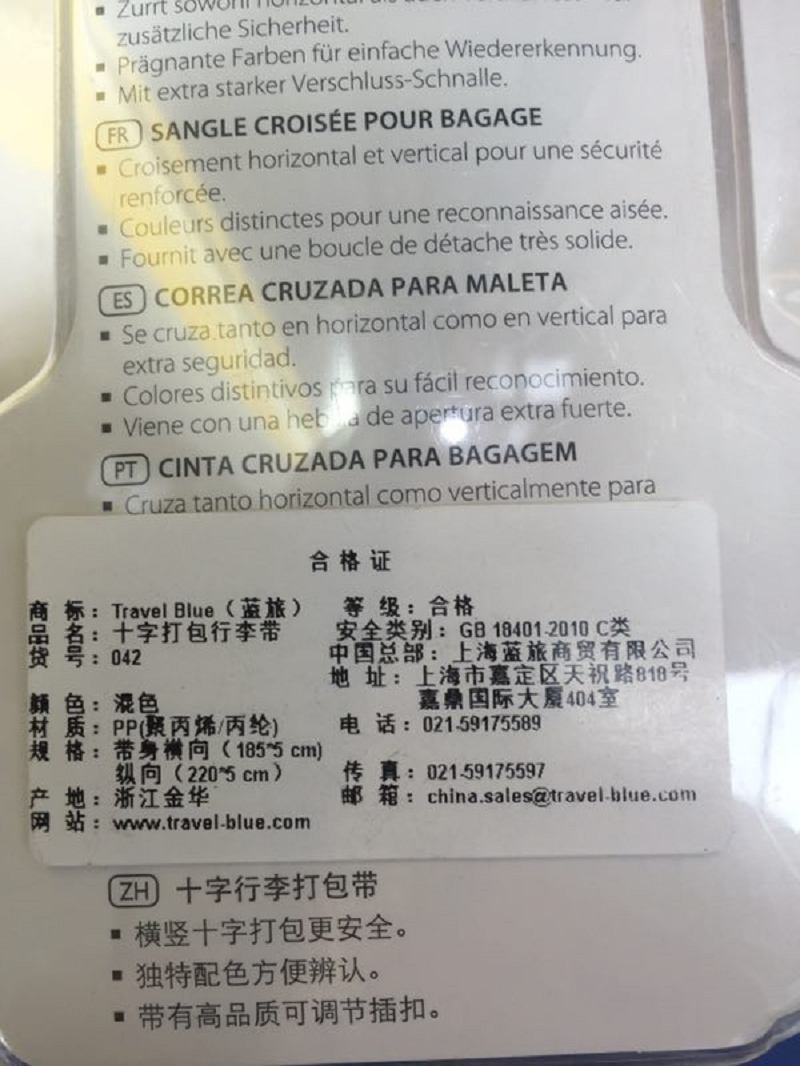 Zurrt sowohl horizontal als auch
zusätzliche Sicherheit.
▪ Prägnante Farben für einfache Wiedererkennung.
▪ Mit extra starker Verschluss-Schnalle.
FR SANGLE CROISÉE POUR BAGAGE
▪ Croisement horizontal et vertical pour une sécurité
renforcée.
▪ Couleurs distinctes pour une reconnaissance aisée.
▪ Fournit avec une boucle de détache très solide.
ES CORREA CRUZADA PARA MALETA
▪ Se cruza tanto en horizontal como en vertical para
extra seguridad.
▪ Colores distintivos para su fácil reconocimiento.
▪ Viene con una hebilla de apertura extra fuerte.
PT CINTA CRUZADA PARA BAGAGEM
▪ Cruza tanto horizontal como verticalmente para
合格证
商 标：Travel Blue（蓝旅） 等 级：合格
品 名：十字打包行李带 安全类别：GB 18401-2010 C类
货 号：042 中国总部：上海蓝旅商贸有限公司
地 址：上海市嘉定区天祝路818号
颜 色：混色 嘉鼎国际大厦404室
材 质：PP(聚丙烯/丙纶) 电 话：021-59175589
规 格：带身横向（185*5 cm)
纵向（220*5 cm） 传 真：021-59175597
产 地：浙江金华 邮 箱：china.sales@travel-blue.com
网 站：www.travel-blue.com
ZH 十字行李打包带
▪ 横竖十字打包更安全。
▪ 独特配色方便辨认。
▪ 带有高品质可调节插扣。